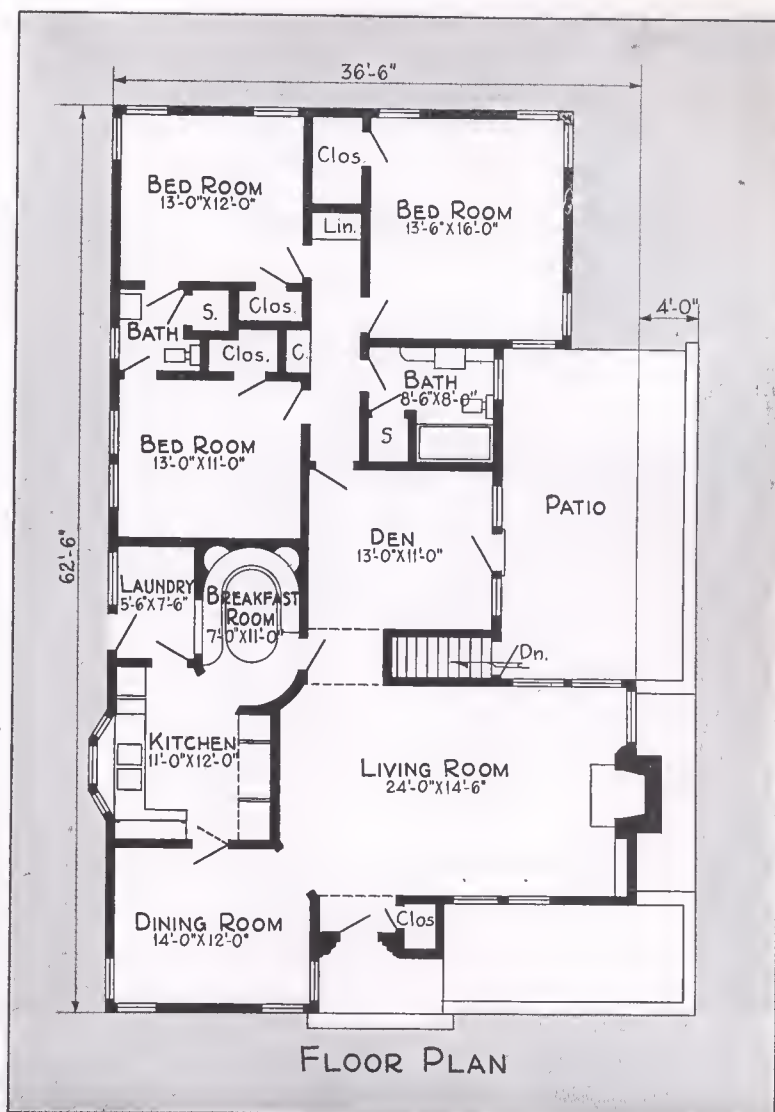 36'-6"
Clos.
BED ROOM
13'-0"X12'-0"
BED ROOM
13'-6"X16'-0"
Lin.
4'-0"
S.
Clos.
BATH
Clos.
C.
BATH
8'-6"X8'-0"
S
BED ROOM
13'-0"X11'-0"
PATIO
DEN
13'-0"X11'-0"
62'-6"
LAUNDRY
5'-6"X7'-6"
BREAKFAST
ROOM
7'-0"X11'-0"
Dn.
KITCHEN
11'-0"X12'-0"
LIVING ROOM
24'-0"X14'-6"
Clos
DINING ROOM
14'-0"X12'-0"
FLOOR PLAN